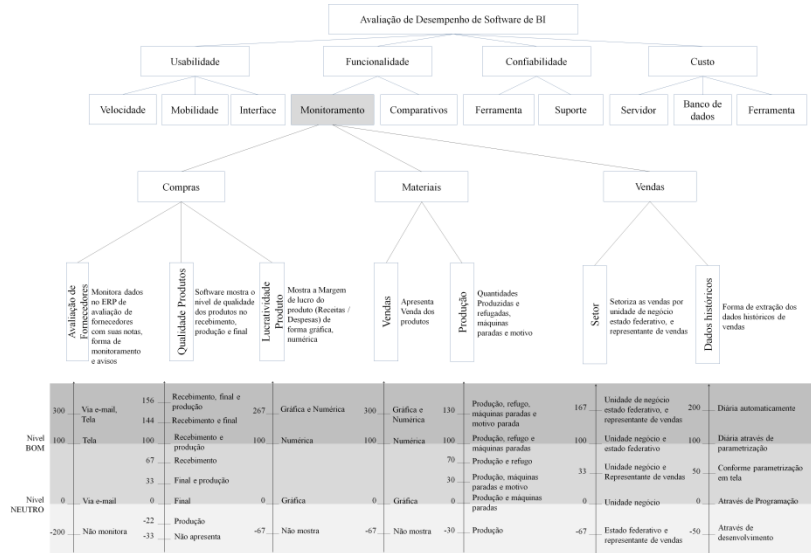 Avaliação de Desempenho de Software de BI
Usabilidade
Funcionalidade
Confiabilidade
Custo
Velocidade
Mobilidade
Interface
Monitoramento
Comparativos
Ferramenta
Suporte
Servidor
Banco de
dados
Ferramenta
Compras
Materiais
Vendas
Avaliação de
Fornecedores
Monitora dados
no ERP de
avaliação de
fornecedores
com suas notas,
forma de
monitoramento
e avisos
Qualidade Produtos
Software mostra o
nivel de qualidade
dos produtos no
recebimento,
produção e final
Lucratividade
Produto
Mostra a Margem
de lucro do
produto (Receitas /
Despesas) de
forma gráfica,
numérica
Vendas
Apresenta
Venda dos
produtos
Produção
Quantidades
Produzidas e
refugadas,
máquinas
paradas e motivo
Setor
Setoriza as vendas por
unidade de negócio
estado federativo, e
representante de vendas
Dados históricos
Forma de extração dos
dados históricos de
vendas
Nivel
BOM
Nivel
NEUTRO
300 Via e-mail,
Tela
100 Tela
0 Via e-mail
-200 Não monitora
156 Recebimento, final e
produção
144 Recebimento e final
100 Recebimento e
produção
67 Recebimento
33 Final e produção
0 Final
-22 Produção
-33 Não apresenta
267 Gráfica e Numérica
100 Numérica
0 Gráfica
-67 Não mostra
300 Gráfica e
Numérica
100 Numérica
0 Gráfica
-67 Não mostra
130 Produção, refugo,
máquinas paradas e
motivo parada
100 Produção, refugo e
máquinas paradas
70 Produção e refugo
30 Produção, máquinas
paradas e motivo
0 Produção e máquinas
paradas
-30 Produção
167 Unidade de negócio
estado federativo, e
representante de vendas
100 Unidade negócio e
estado federativo
33 Unidade negócio e
Representante de vendas
0 Unidade negócio
-67 Estado federativo e
representante de vendas
200 Diária automaticamente
100 Diária através de
parametrização
50 Conforme parametrização
em tela
0 Através de Programação
-50 Através de
desenvolvimento